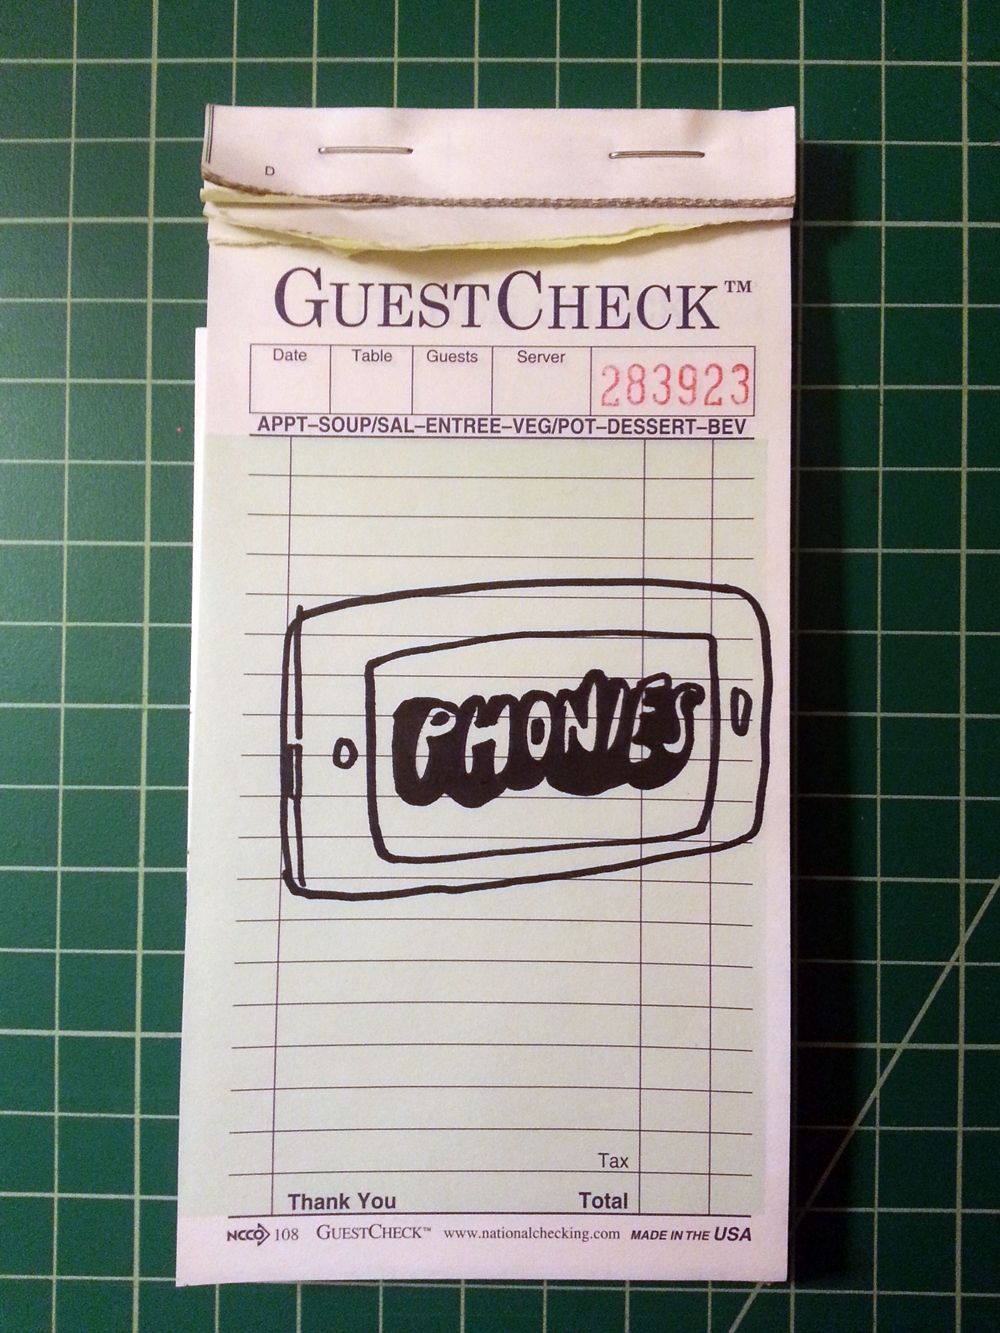 D
GUESTCHECK™
Date Table Guests Server 283923
APPT–SOUP/SAL–ENTREE–VEG/POT–DESSERT–BEV
PHONIES
Tax
Thank You Total
NCCO 108 GUESTCHECK™ www.nationalchecking.com MADE IN THE USA